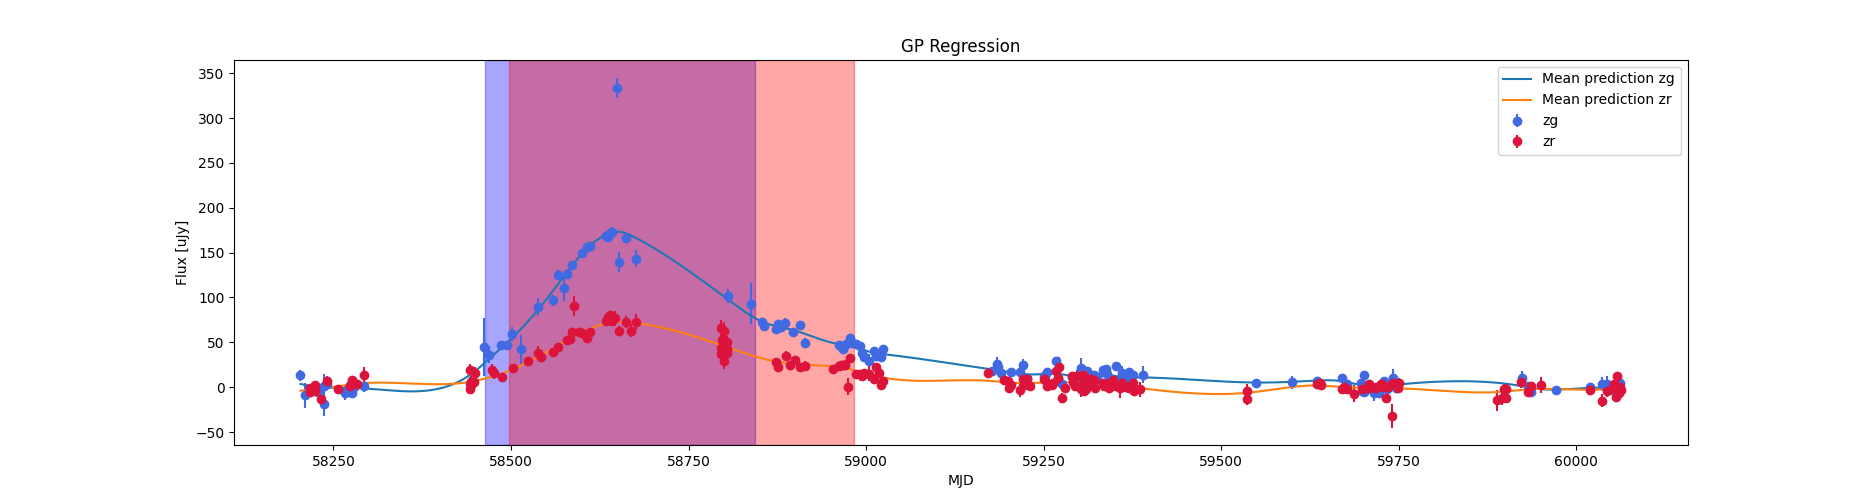 GP Regression
350
300
250
200
150
100
50
0
−50
Flux [uJy]
Mean prediction zg
Mean prediction zr
zg
zr
58250
58500
58750
59000
59250
59500
59750
60000
MJD